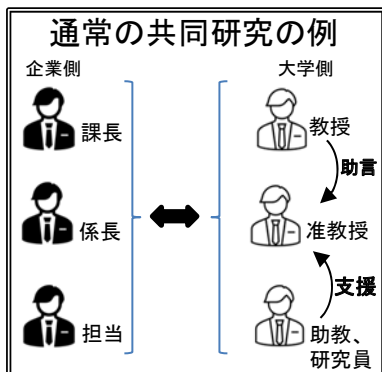 通常の共同研究の例
企業側
大学側
課長
教授
助言
係長
准教授
支援
担当
助教、
研究員